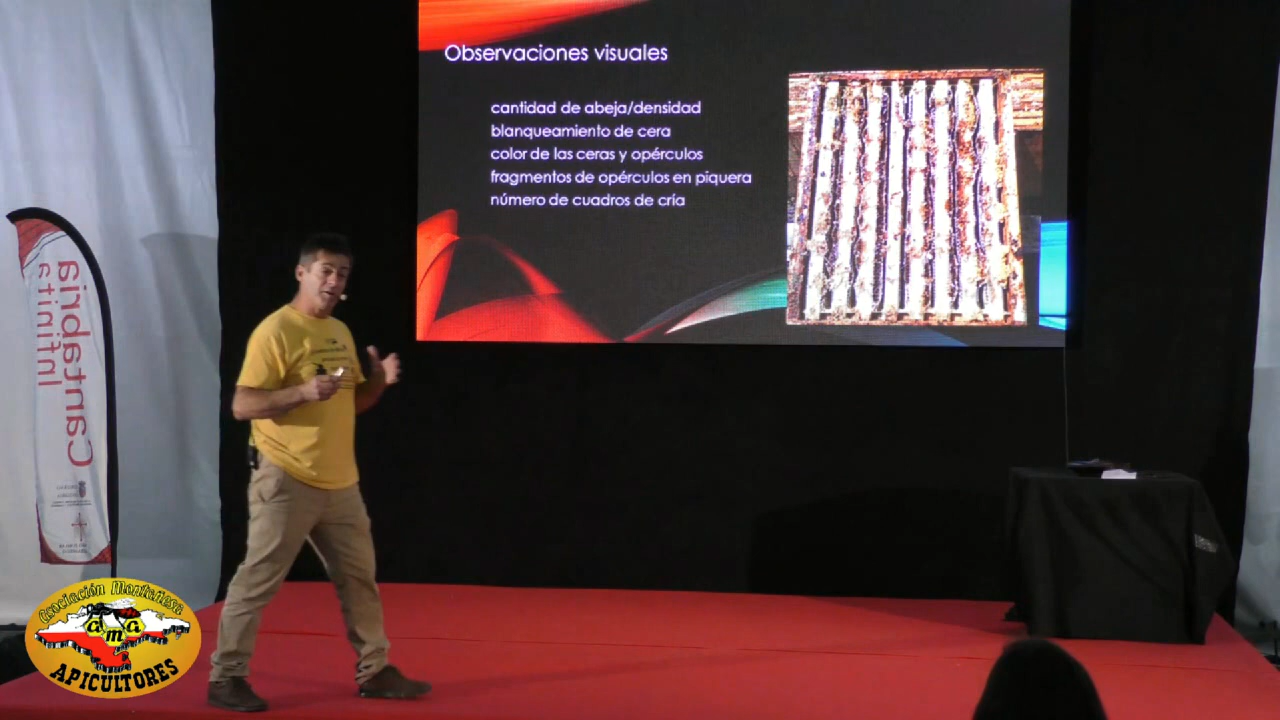 Observaciones visuales
cantidad de abeja/densidad
blanqueamiento de cera
color de las ceras y opérculos
fragmentos de opérculos en piquera
número de cuadros de cría
Cantabria
Infinita
Asociación Montañesa
AMA
APICULTORES